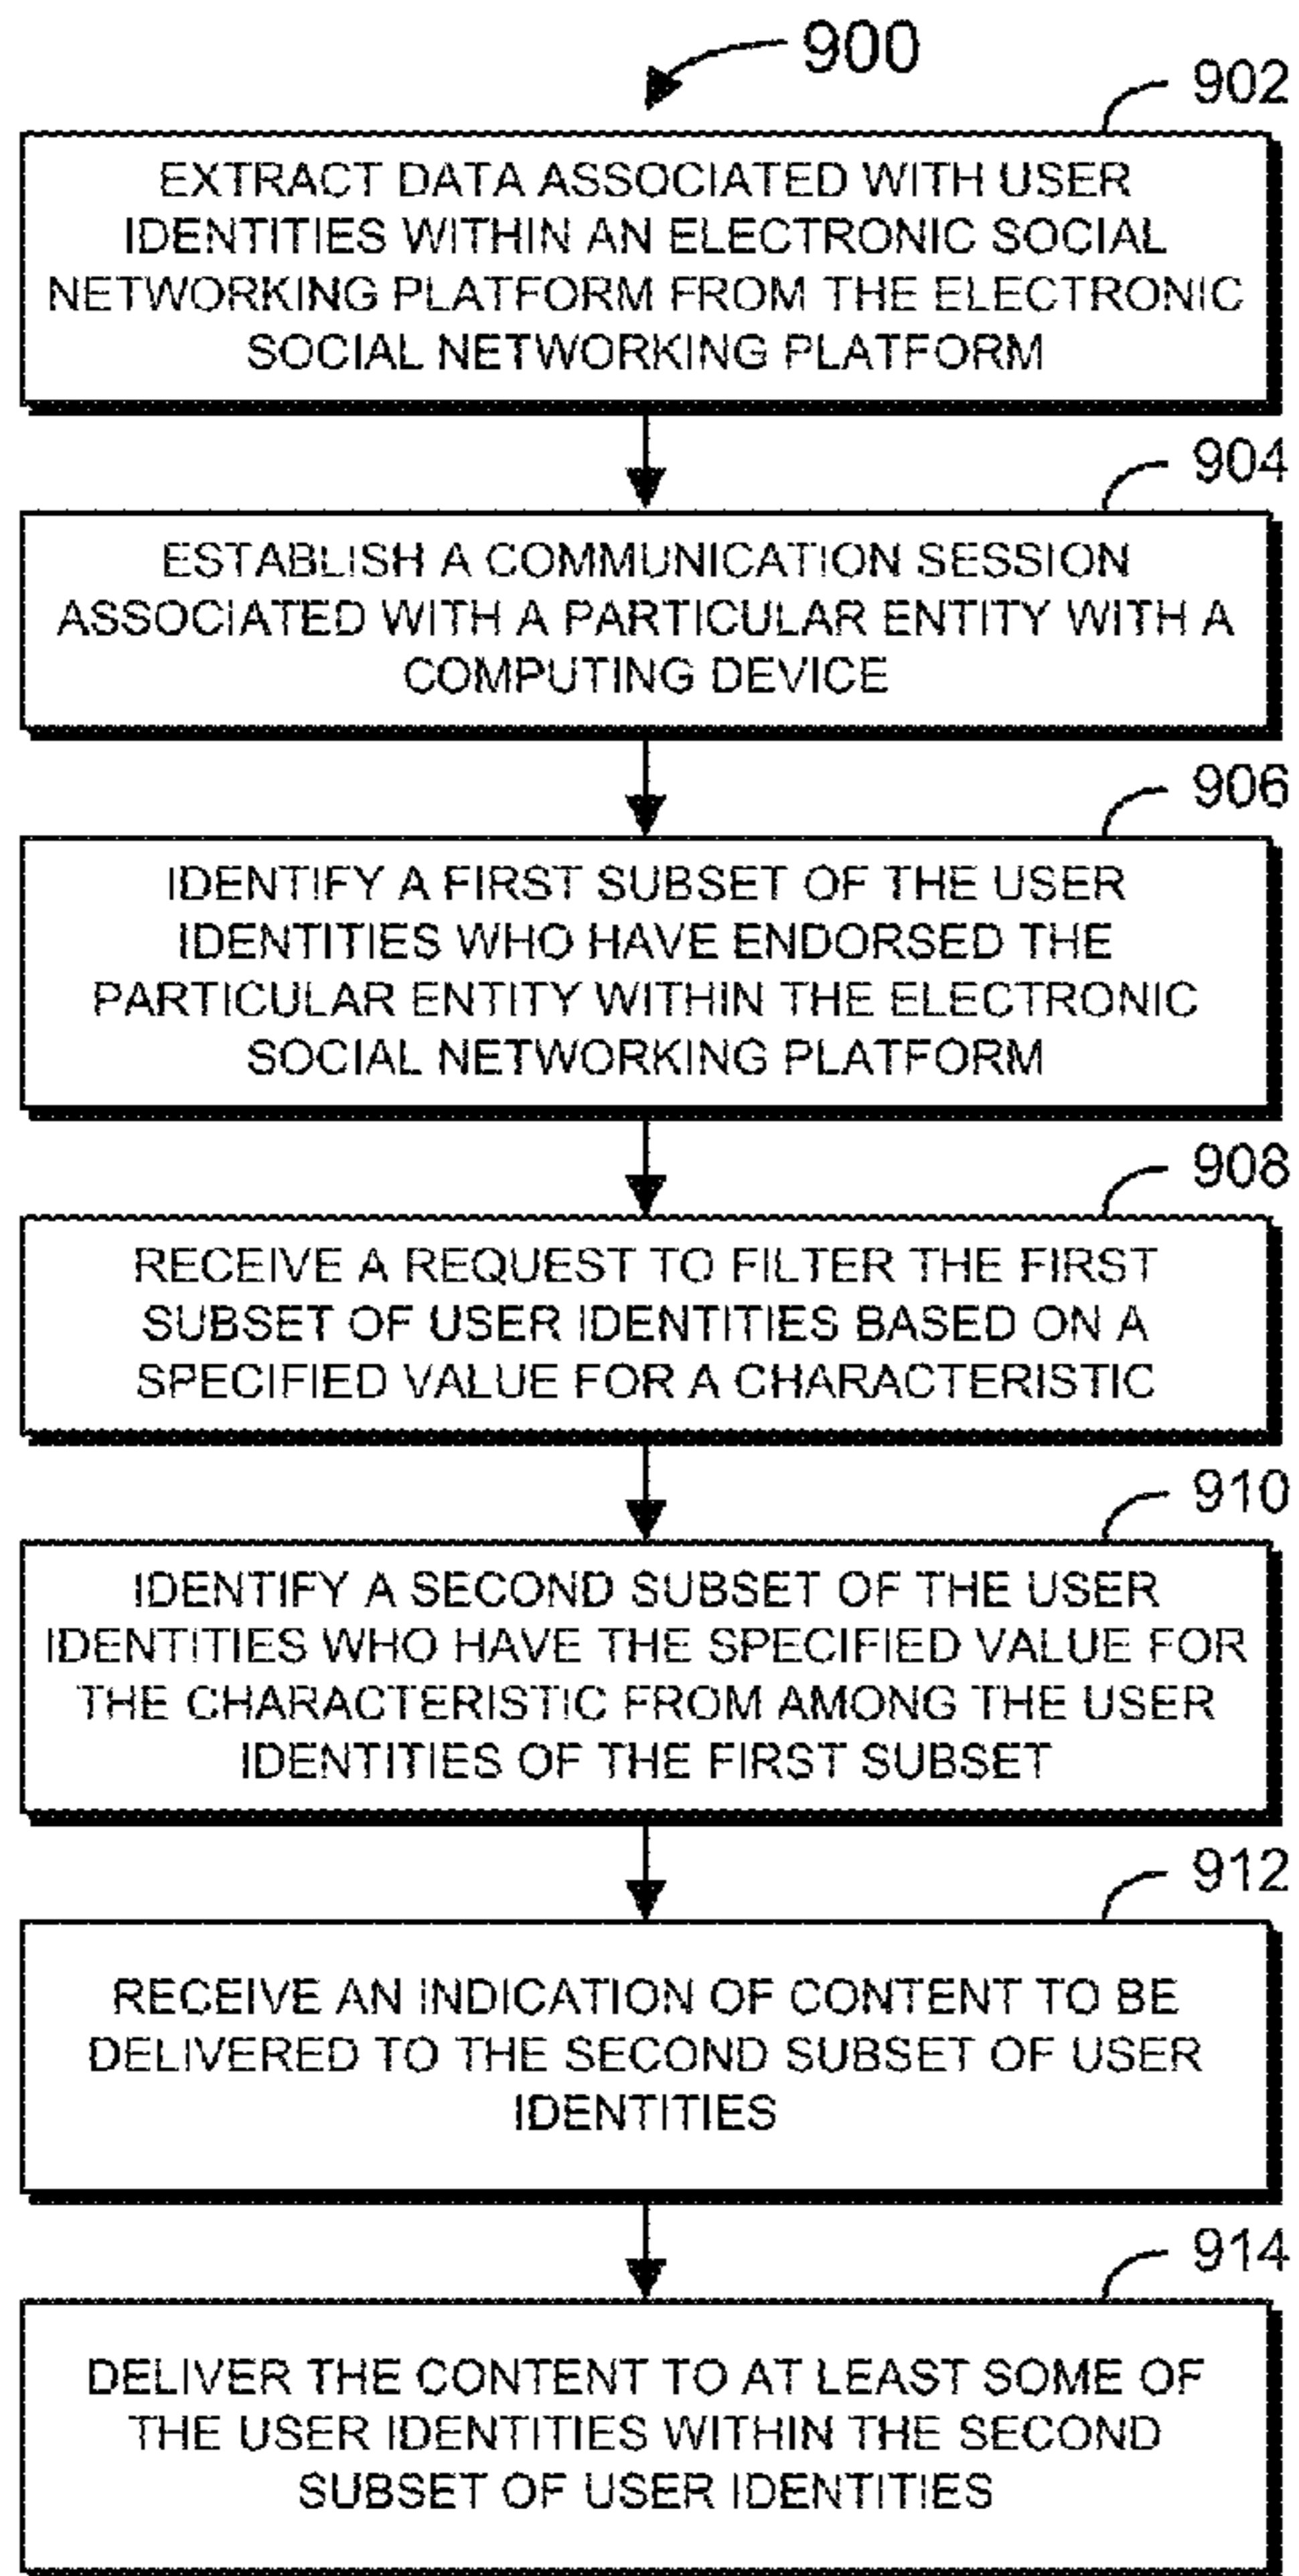 900
902
EXTRACT DATA ASSOCIATED WITH USER
IDENTITIES WITHIN AN ELECTRONIC SOCIAL
NETWORKING PLATFORM FROM THE ELECTRONIC
SOCIAL NETWORKING PLATFORM
904
ESTABLISH A COMMUNICATION SESSION
ASSOCIATED WITH A PARTICULAR ENTITY WITH A
COMPUTING DEVICE
906
IDENTIFY A FIRST SUBSET OF THE USER
IDENTITIES WHO HAVE ENDORSED THE
PARTICULAR ENTITY WITHIN THE ELECTRONIC
SOCIAL NETWORKING PLATFORM
908
RECEIVE A REQUEST TO FILTER THE FIRST
SUBSET OF USER IDENTITIES BASED ON A
SPECIFIED VALUE FOR A CHARACTERISTIC
910
IDENTIFY A SECOND SUBSET OF THE USER
IDENTITIES WHO HAVE THE SPECIFIED VALUE FOR
THE CHARACTERISTIC FROM AMONG THE USER
IDENTITIES OF THE FIRST SUBSET
912
RECEIVE AN INDICATION OF CONTENT TO BE
DELIVERED TO THE SECOND SUBSET OF USER
IDENTITIES
914
DELIVER THE CONTENT TO AT LEAST SOME OF
THE USER IDENTITIES WITHIN THE SECOND
SUBSET OF USER IDENTITIES